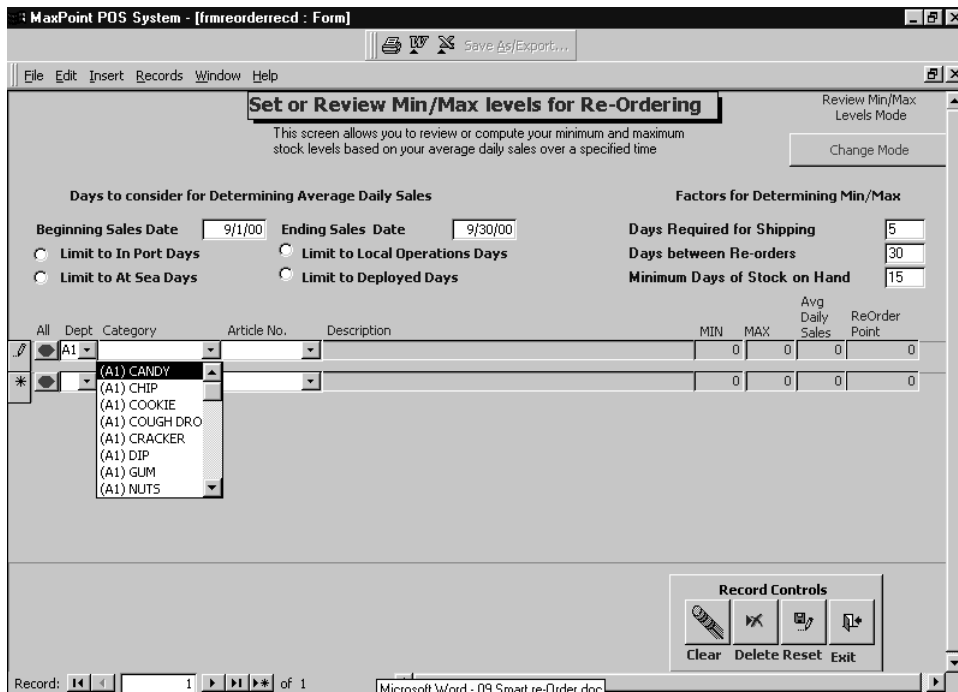 MaxPoint POS System - [frmreorderrecd : Form]
Save As/Export...
File Edit Insert Records Window Help
Set or Review Min/Max levels for Re-Ordering
Review Min/Max
Levels Mode
This screen allows you to review or compute your minimum and maximum
stock levels based on your average daily sales over a specified time
Change Mode
Days to consider for Determining Average Daily Sales
Factors for Determining Min/Max
Beginning Sales Date 9/1/00 Ending Sales Date 9/30/00
Days Required for Shipping 5
Limit to In Port Days Limit to Local Operations Days
Days between Re-orders 30
Limit to At Sea Days Limit to Deployed Days
Minimum Days of Stock on Hand 15
All Dept Category Article No. Description MIN MAX Avg Daily Sales ReOrder Point
A1 0 0 0 0
0 0 0 0
(A1) CANDY
(A1) CHIP
(A1) COOKIE
(A1) COUGH DRO
(A1) CRACKER
(A1) DIP
(A1) GUM
(A1) NUTS
Record Controls
Clear Delete Reset Exit
Record: 1 of 1
Microsoft Word - 09 Smart re-Order.doc